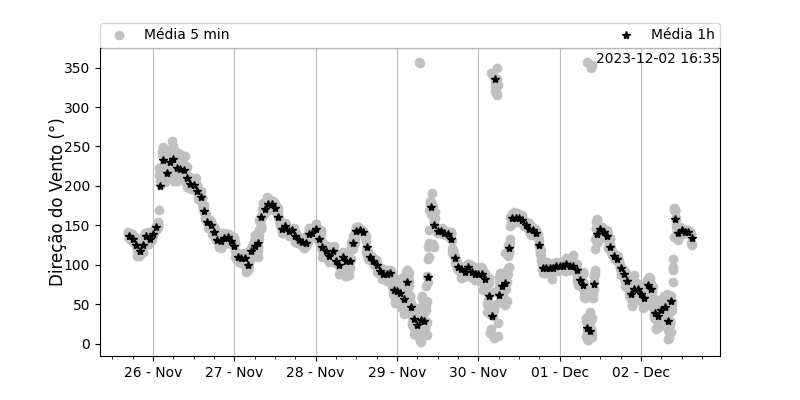 Média 5 min
Média 1h
2023-12-02 16:35
Direção do Vento (°)
350
300
250
200
150
100
50
0
26 - Nov
27 - Nov
28 - Nov
29 - Nov
30 - Nov
01 - Dec
02 - Dec